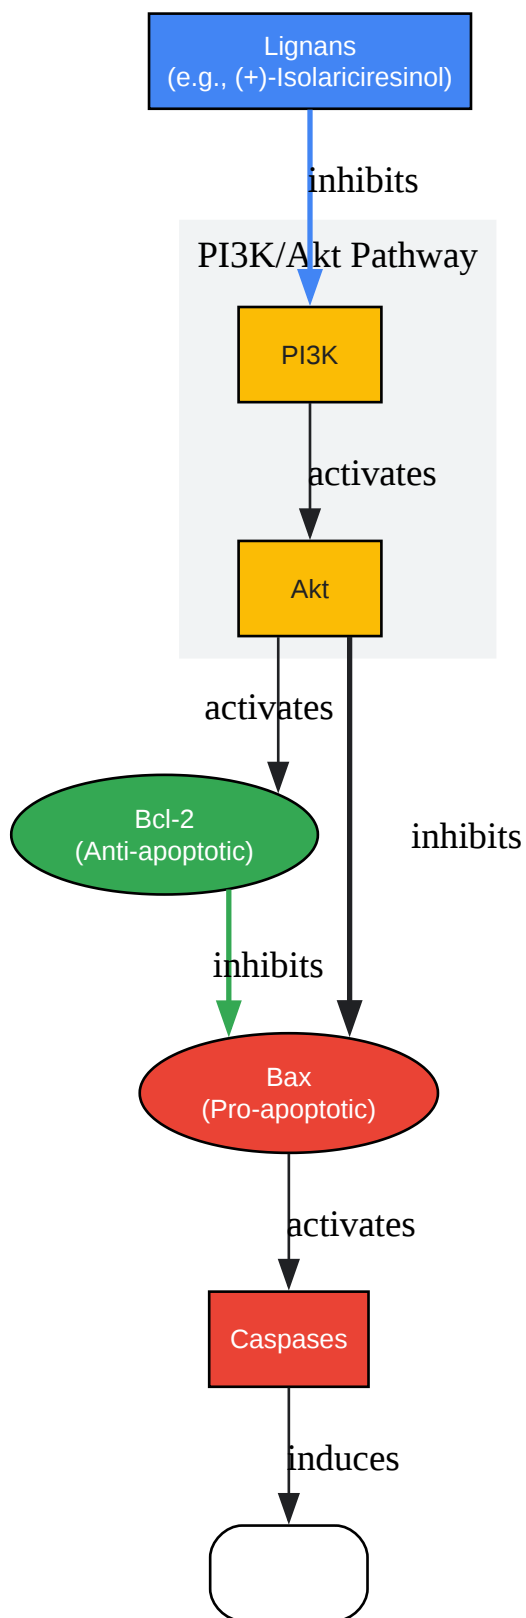 Lignans
(e.g., (+)-Isolariciresinol)
inhibits
PI3K/Akt Pathway
PI3K
activates
Akt
activates
Bcl-2
(Anti-apoptotic)
inhibits
inhibits
Bax
(Pro-apoptotic)
activates
Caspases
induces